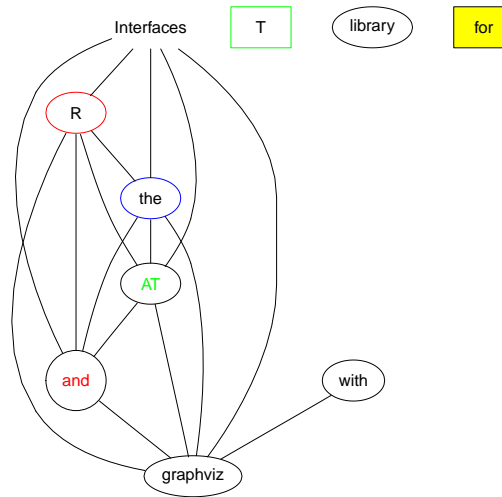 Interfaces T library for
R
the
AT
and with
graphviz